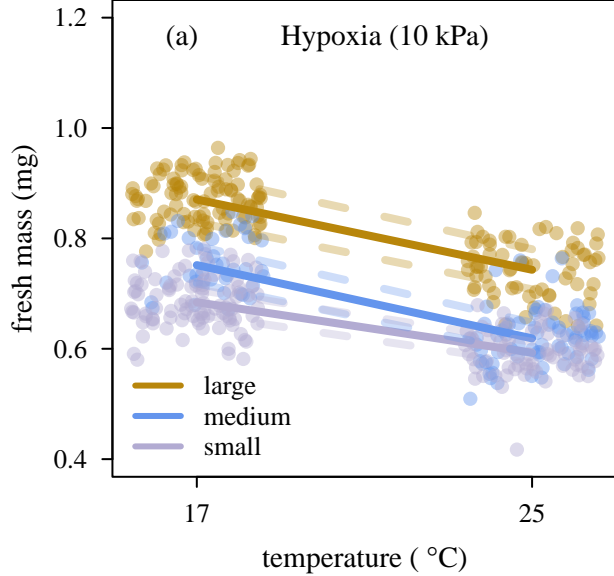 (a) Hypoxia (10 kPa)
1.2
1.0
0.8
0.6
0.4
fresh mass (mg)
large
medium
small
17 25
temperature ( °C)